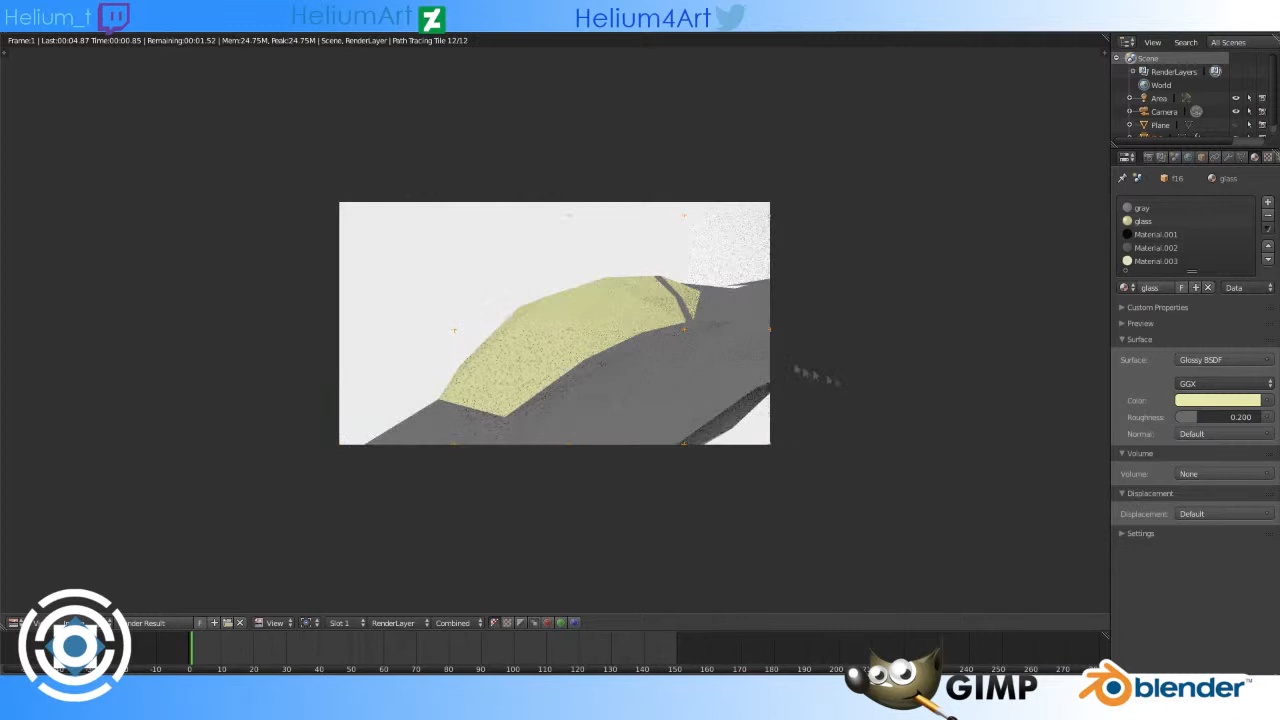 Helium_t HeliumArt Helium4Art
Frame:1 | Last:00:04.87 Time:00:00.85 | Remaining:00:01.52 | Mem:24.75M, Peak:24.75M | Scene, RenderLayer | Path Tracing Tile 12/12
View Search All Scenes
Scene
RenderLayers
World
Area
Camera
Plane
f16 glass
gray
glass
Material.001
Material.002
Material.003
glass F Data
Custom Properties
Preview
Surface
Surface: Glossy BSDF
GGX
Color:
Roughness: 0.200
Normal: Default
Volume
Volume: None
Displacement
Displacement: Default
Settings
F View Slot 1 RenderLayer Combined
-10 0 10 20 30 40 50 60 70 80 90 100 110 120 130 140 150 160 170 180 190 200 240 250 260 270
GIMP blender™